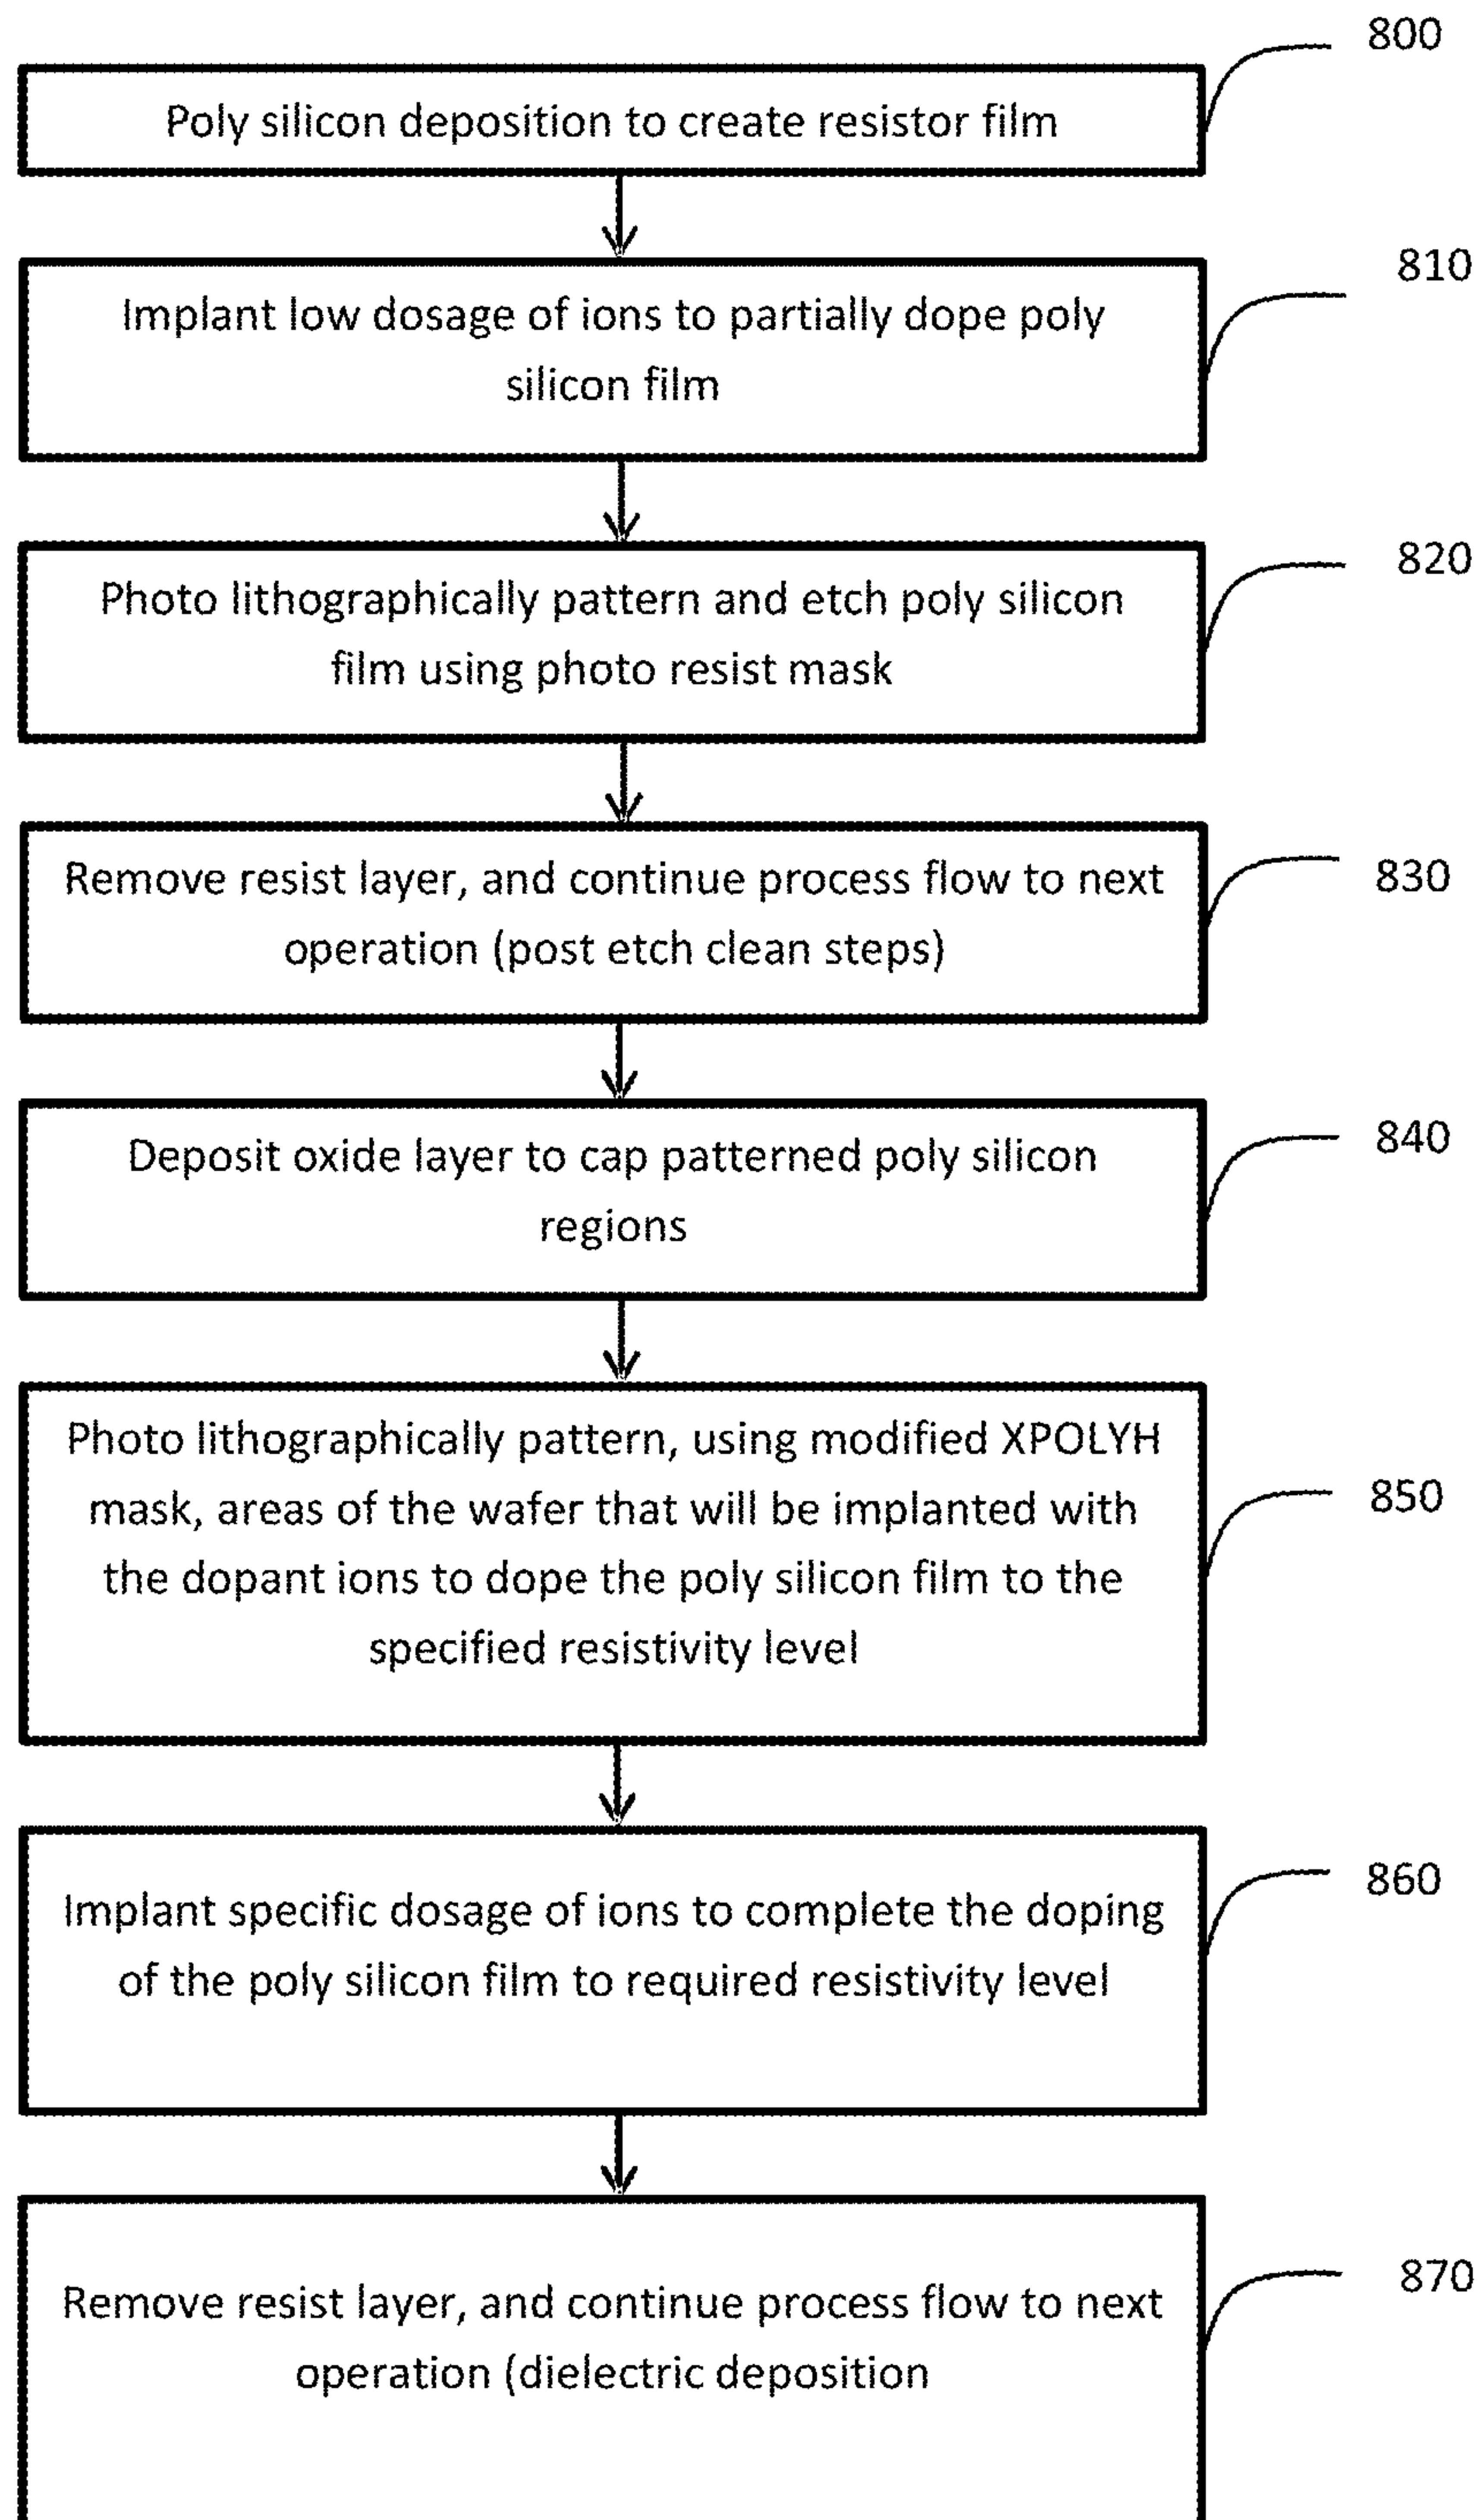 800
Poly silicon deposition to create resistor film
810
Implant low dosage of ions to partially dope poly
silicon film
820
Photo lithographically pattern and etch poly silicon
film using photo resist mask
830
Remove resist layer, and continue process flow to next
operation (post etch clean steps)
840
Deposit oxide layer to cap patterned poly silicon
regions
850
Photo lithographically pattern, using modified XPOLYH
mask, areas of the wafer that will be implanted with
the dopant ions to dope the poly silicon film to the
specified resistivity level
860
Implant specific dosage of ions to complete the doping
of the poly silicon film to required resistivity level
870
Remove resist layer, and continue process flow to next
operation (dielectric deposition